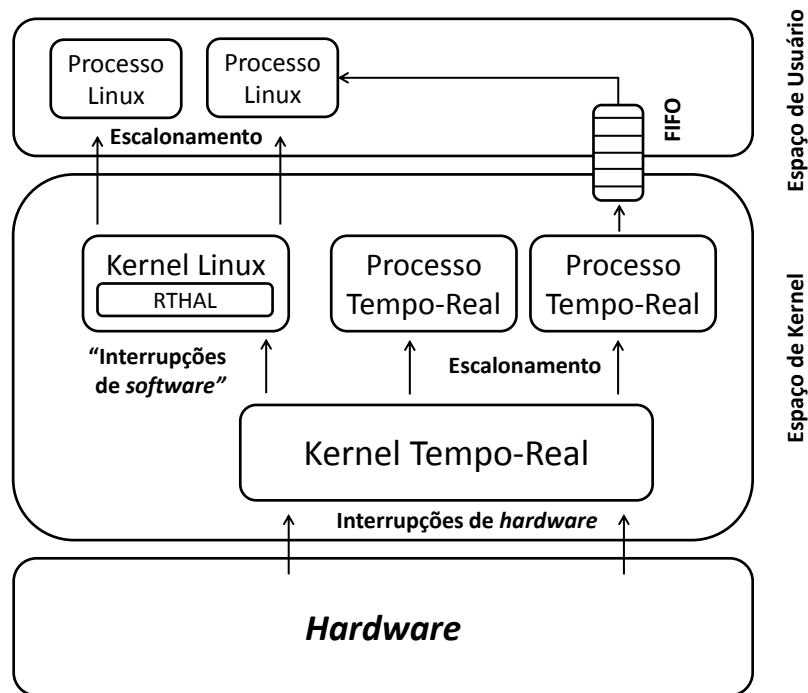 Processo
Linux
Processo
Linux
Escalonamento
FIFO
Espaço de Usuário
Kernel Linux
RTHAL
Processo
Tempo-Real
Processo
Tempo-Real
“Interrupções
de software”
Escalonamento
Espaço de Kernel
Kernel Tempo-Real
Interrupções de hardware
Hardware